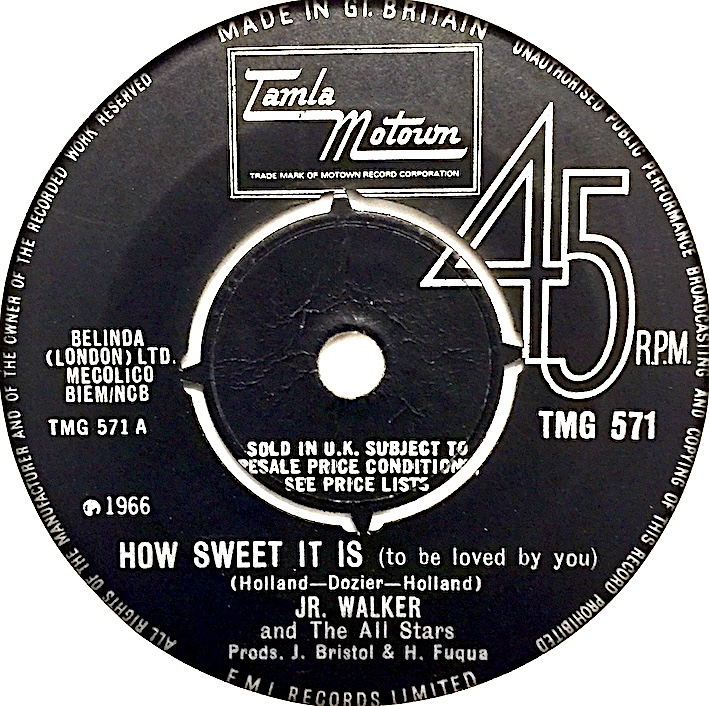 MADE IN Gt. BRITAIN
UNAUTHORISED PUBLIC PERFORMANCE BROADCASTING AND COPYING OF THIS RECORD PROHIBITED
ALL RIGHTS OF THE MANUFACTURER AND OF THE OWNER OF THE RECORDED WORK RESERVED
Tamla
Motown
TRADE MARK OF MOTOWN RECORD CORPORATION
45
R.P.M.
BELINDA
(LONDON) LTD.
MECOLICO
BIEM/NCB
TMG 571 A
TMG 571
SOLD IN U.K. SUBJECT TO
RESALE PRICE CONDITIONS,
SEE PRICE LISTS
℗ 1966
HOW SWEET IT IS (to be loved by you)
(Holland—Dozier—Holland)
JR. WALKER
and The All Stars
Prods. J. Bristol & H. Fuqua
E.M.I. RECORDS LIMITED